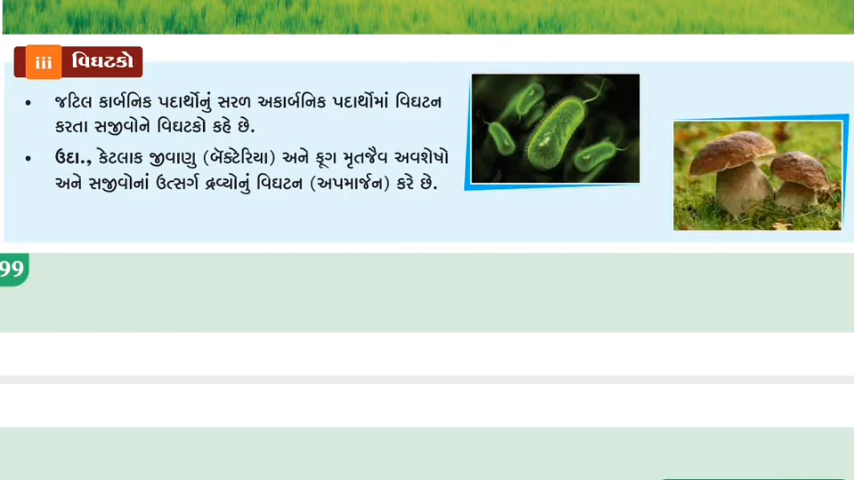 iii વિઘટકો
• જટિલ કાર્બનિક પદાર્થોનું સરળ અકાર્બનિક પદાર્થોમાં વિઘટન
કરતા સજીવોને વિઘટકો કહે છે.
• ઉદા., કેટલાક જીવાણુ (બૅક્ટેરિયા) અને ફૂગ મૃતજૈવ અવશેષો
અને સજીવોનાં ઉત્સર્ગ દ્રવ્યોનું વિઘટન (અપમાર્જન) કરે છે.
99